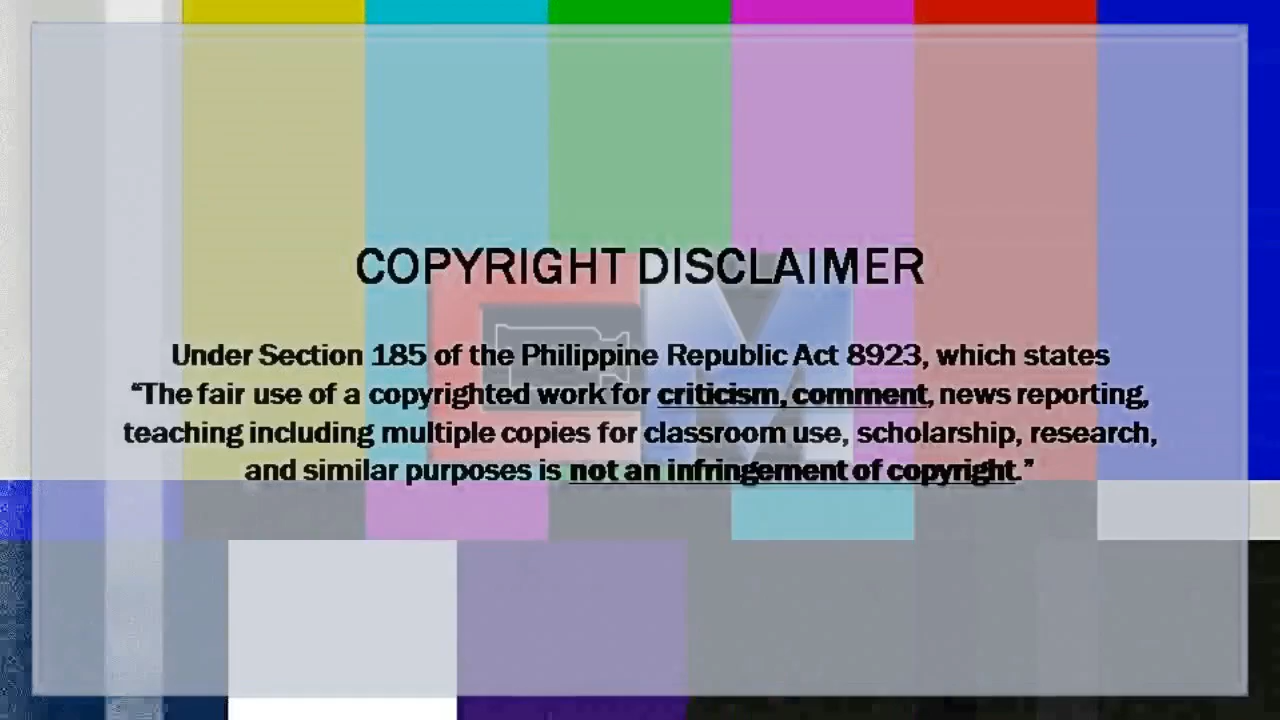 COPYRIGHT DISCLAIMER
Under Section 185 of the Philippine Republic Act 8923, which states
“The fair use of a copyrighted work for criticism, comment, news reporting,
teaching including multiple copies for classroom use, scholarship, research,
and similar purposes is not an infringement of copyright.”